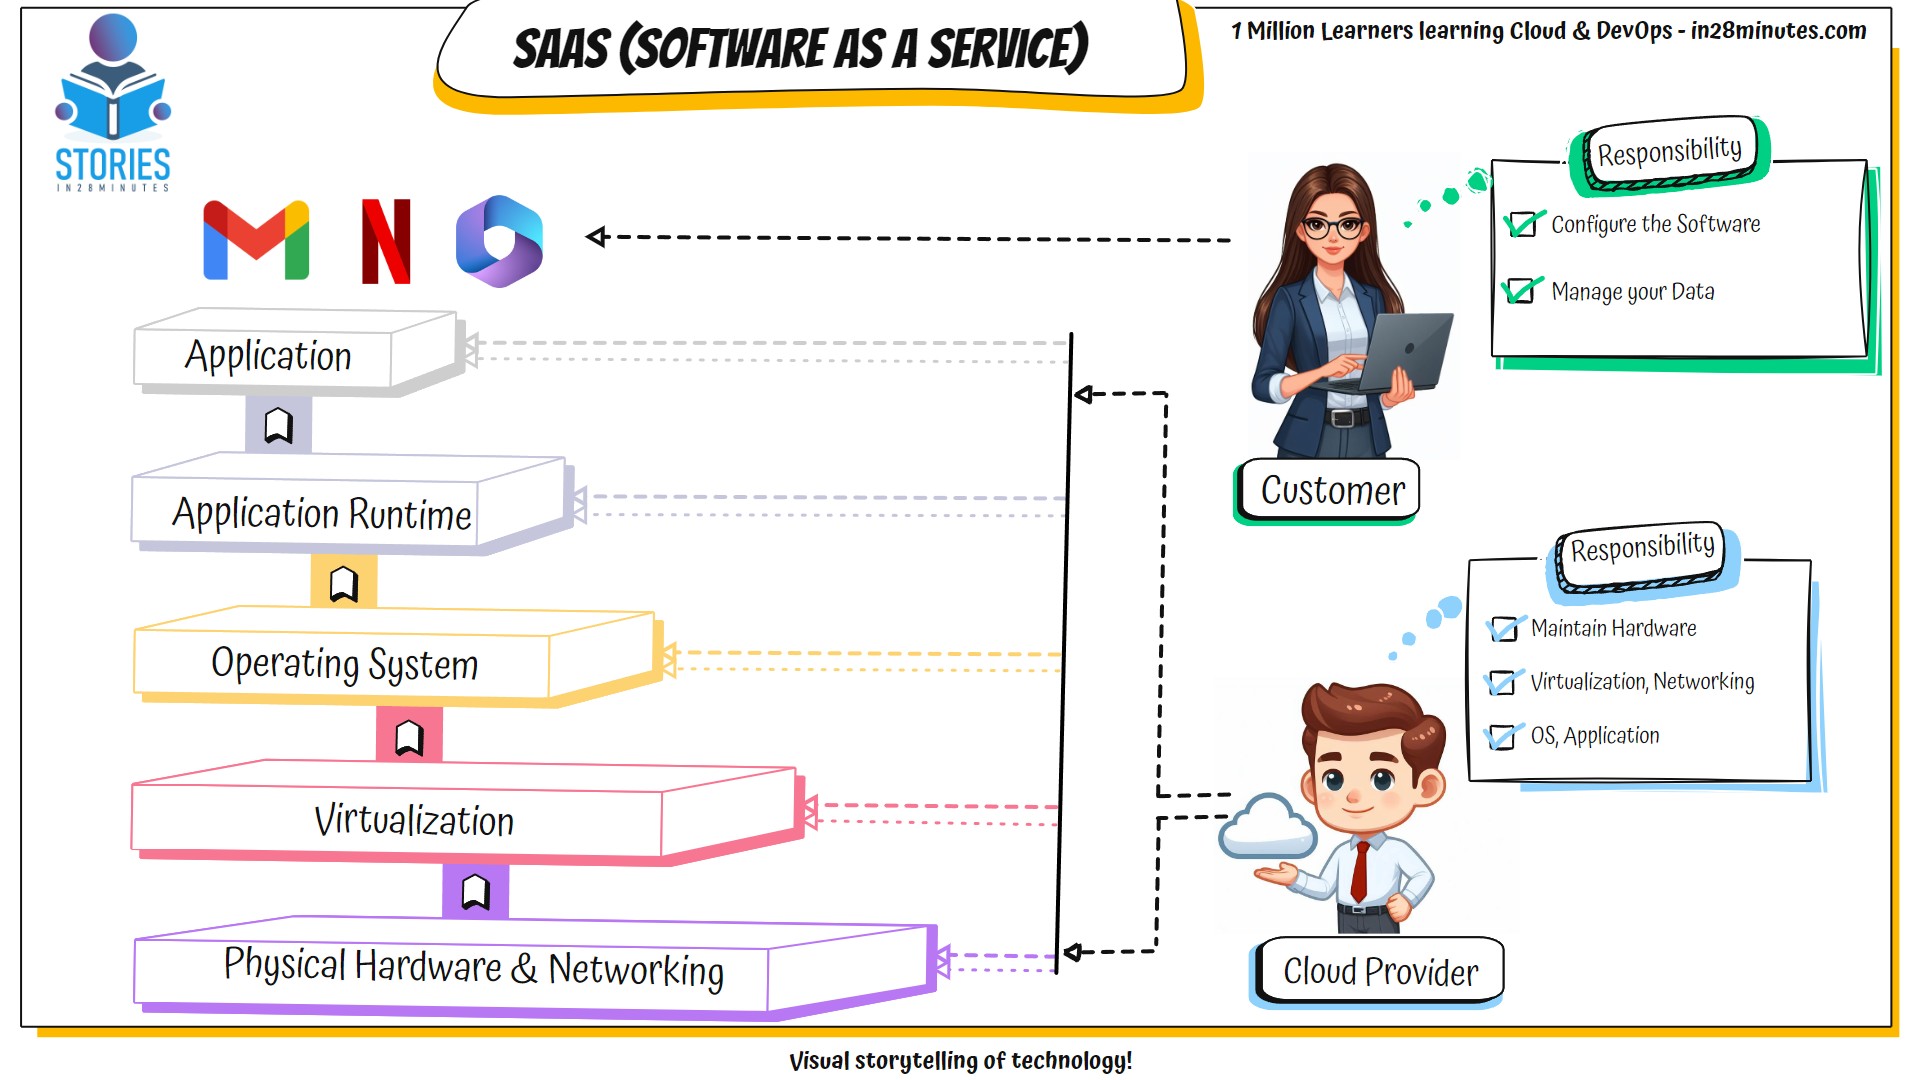 SAAS (SOFTWARE AS A SERVICE)
1 Million Learners learning Cloud & DevOps - in28minutes.com
STORIES
IN28MINUTES
Responsibility
Configure the Software
Manage your Data
Application
Customer
Application Runtime
Responsibility
Maintain Hardware
Virtualization, Networking
OS, Application
Operating System
Virtualization
Physical Hardware & Networking
Cloud Provider
Visual storytelling of technology!